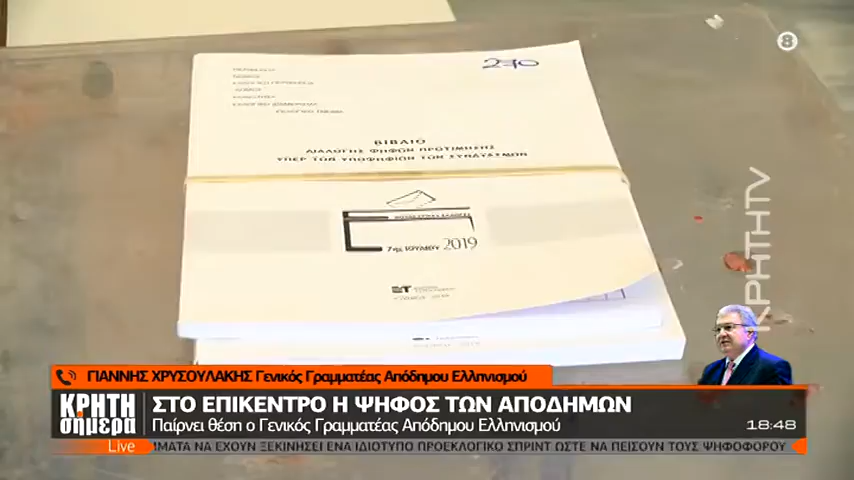 8
270
ΒΙΒΛΙΟ
ΔΙΑΛΟΓΗΣ ΨΗΦΩΝ ΠΡΟΤΙΜΗΣΗΣ
ΥΠΕΡ ΤΩΝ ΥΠΟΨΗΦΙΩΝ ΤΩΝ ΣΥΝΔΥΑΣΜΩΝ
7ης ΙΟΥΛΙΟΥ 2019
ΚΡΗΤΗ TV
ΓΙΑΝΝΗΣ ΧΡΥΣΟΥΛΑΚΗΣ Γενικός Γραμματέας Απόδημου Ελληνισμού
ΚΡΗΤΗ
σήμερα
ΣΤΟ ΕΠΙΚΕΝΤΡΟ Η ΨΗΦΟΣ ΤΩΝ ΑΠΟΔΗΜΩΝ
Παίρνει θέση ο Γενικός Γραμματέας Απόδημου Ελληνισμού
18:48
Live
ΜΑΤΑ ΝΑ ΕΧΟΥΝ ΞΕΚΙΝΗΣΕΙ ΕΝΑ ΙΔΙΟΤΥΠΟ ΠΡΟΕΚΛΟΓΙΚΟ ΣΠΡΙΝΤ ΩΣΤΕ ΝΑ ΠΕΙΣΟΥΝ ΤΟΥΣ ΨΗΦΟΦΟΡΟΥ